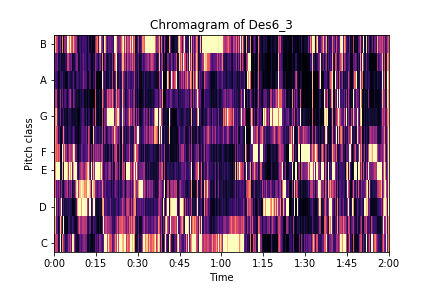 Chromagram of Des6_3
B
A
G
F
E
D
C
Pitch class
0:00 0:15 0:30 0:45 1:00 1:15 1:30 1:45 2:00
Time